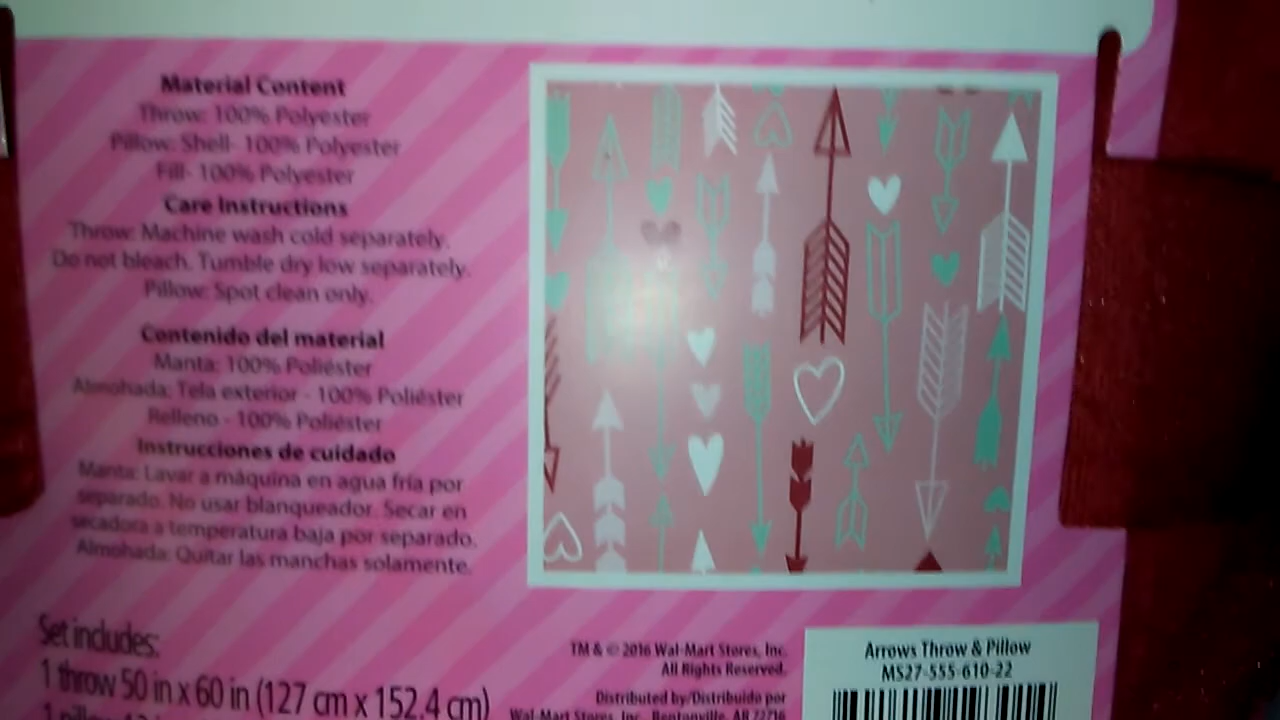 Material Content
Throw: 100% Polyester
Pillow: Shell- 100% Polyester
Fill- 100% Polyester
Care Instructions
Throw: Machine wash cold separately.
Do not bleach. Tumble dry low separately.
Pillow: Spot clean only.
Contenido del material
Manta: 100% Poliéster
Almohada: Tela exterior - 100% Poliéster
Relleno - 100% Poliéster
Instrucciones de cuidado
Manta: Lavar a máquina en agua fría por
separado. No usar blanqueador. Secar en
secadora a temperatura baja por separado.
Almohada: Quitar las manchas solamente.
Set includes:
1 throw 50 in x 60 in (127 cm x 152.4 cm)
TM & © 2016 Wal-Mart Stores, Inc.
All Rights Reserved.
Distributed by/Distribuido por
Wal-Mart Stores, Inc., Bentonville, AR 72716
Arrows Throw & Pillow
MS27-555-610-22